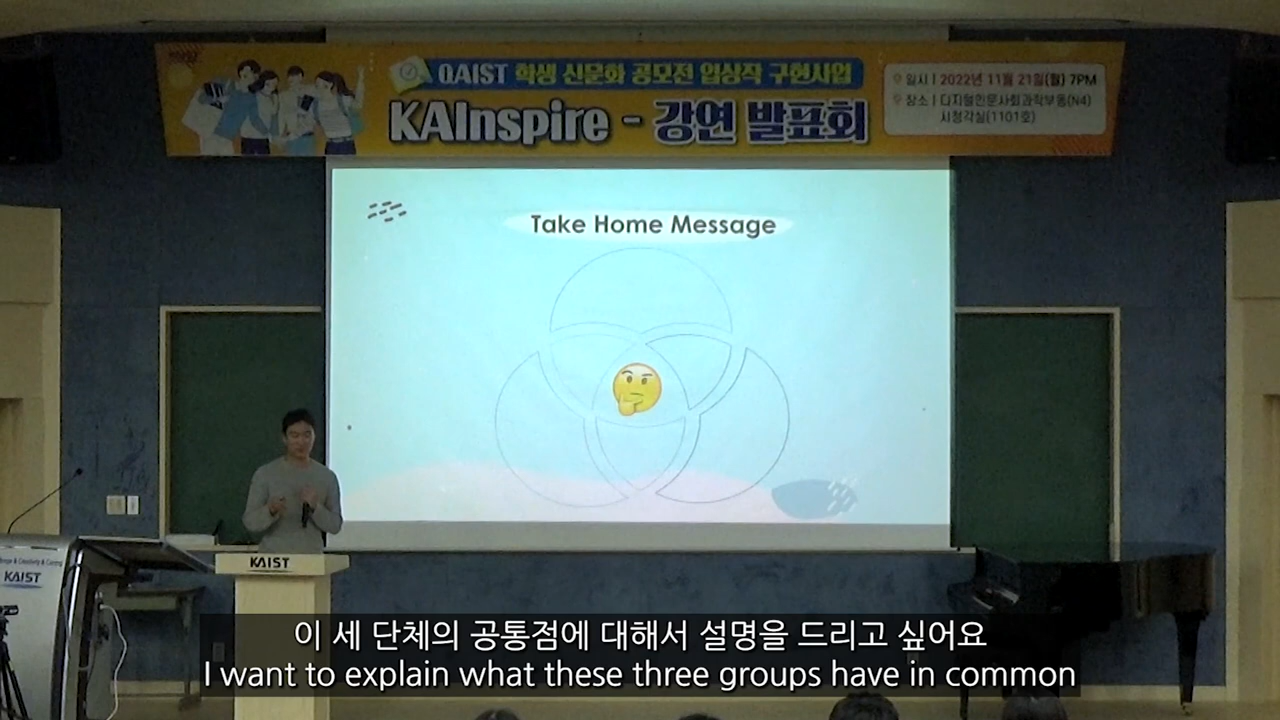 QAIST 학생 신문화 공모전 입상작 구현사업
KAInspire - 강연 발표회
일시 | 2022년 11월 21일(월) 7PM
장소 | 디지털인문사회과학부동(N4)
시청각실(1101호)
Take Home Message
KAIST
KAIST
이 세 단체의 공통점에 대해서 설명을 드리고 싶어요
I want to explain what these three groups have in common